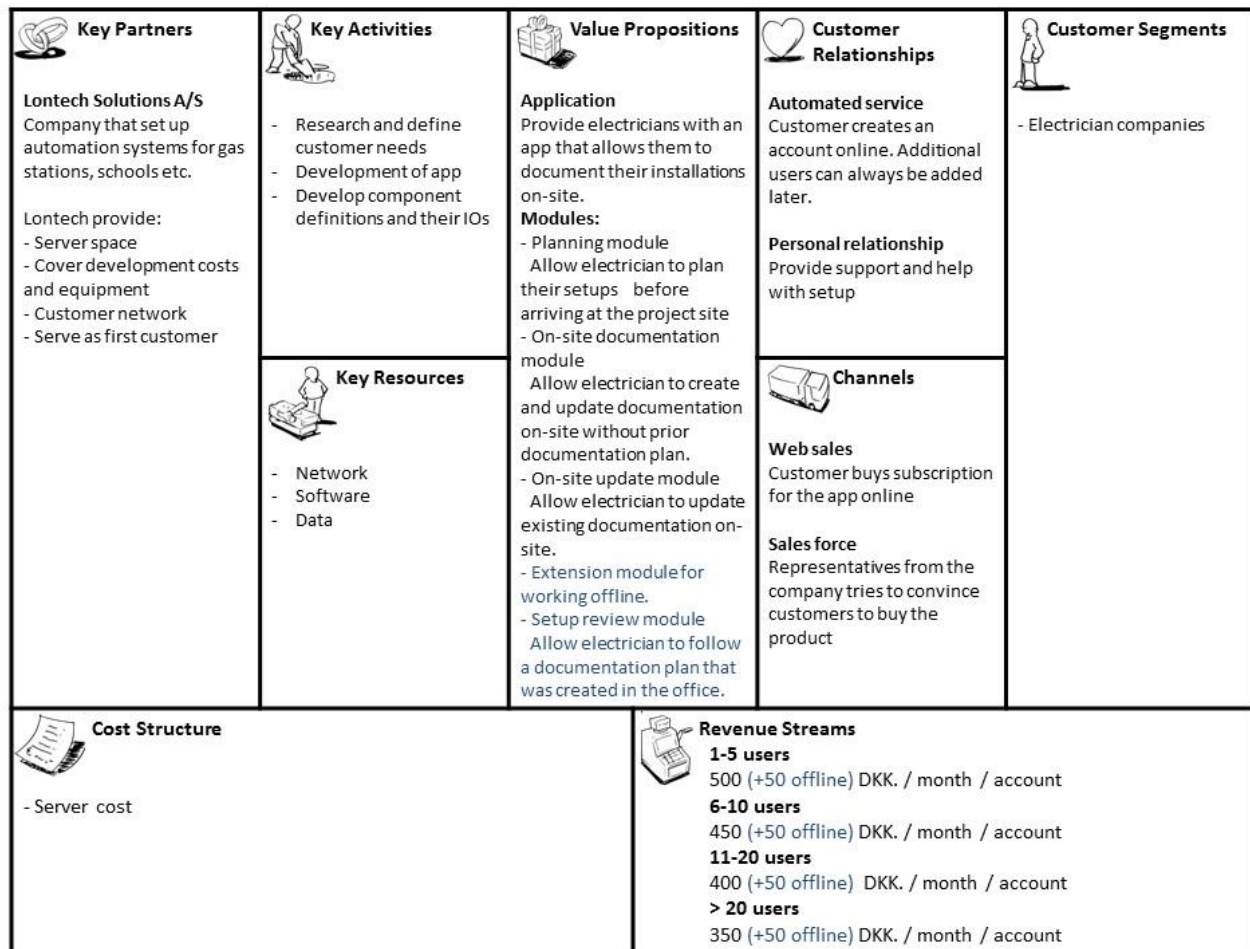 Key Partners
Lontech Solutions A/S
Company that set up
automation systems for gas
stations, schools etc.
Lontech provide:
- Server space
- Cover development costs
and equipment
- Customer network
- Serve as first customer
Key Activities
- Research and define
customer needs
- Development of app
- Develop component
definitions and their IOs
Key Resources
- Network
- Software
- Data
Value Propositions
Application
Provide electricians with an
app that allows them to
document their installations
on-site.
Modules:
- Planning module
Allow electrician to plan
their setups before
arriving at the project site
- On-site documentation
module
Allow electrician to create
and update documentation
on-site without prior
documentation plan.
- On-site update module
Allow electrician to update
existing documentation on-
site.
- Extension module for
working offline.
- Setup review module
Allow electrician to follow
a documentation plan that
was created in the office.
Customer
Relationships
Automated service
Customer creates an
account online. Additional
users can always be added
later.
Personal relationship
Provide support and help
with setup
Channels
Web sales
Customer buys subscription
for the app online
Sales force
Representatives from the
company tries to convince
customers to buy the
product
Customer Segments
- Electrician companies
Cost Structure
- Server cost
Revenue Streams
1-5 users
500 (+50 offline) DKK. / month / account
6-10 users
450 (+50 offline) DKK. / month / account
11-20 users
400 (+50 offline) DKK. / month / account
> 20 users
350 (+50 offline) DKK. / month / account